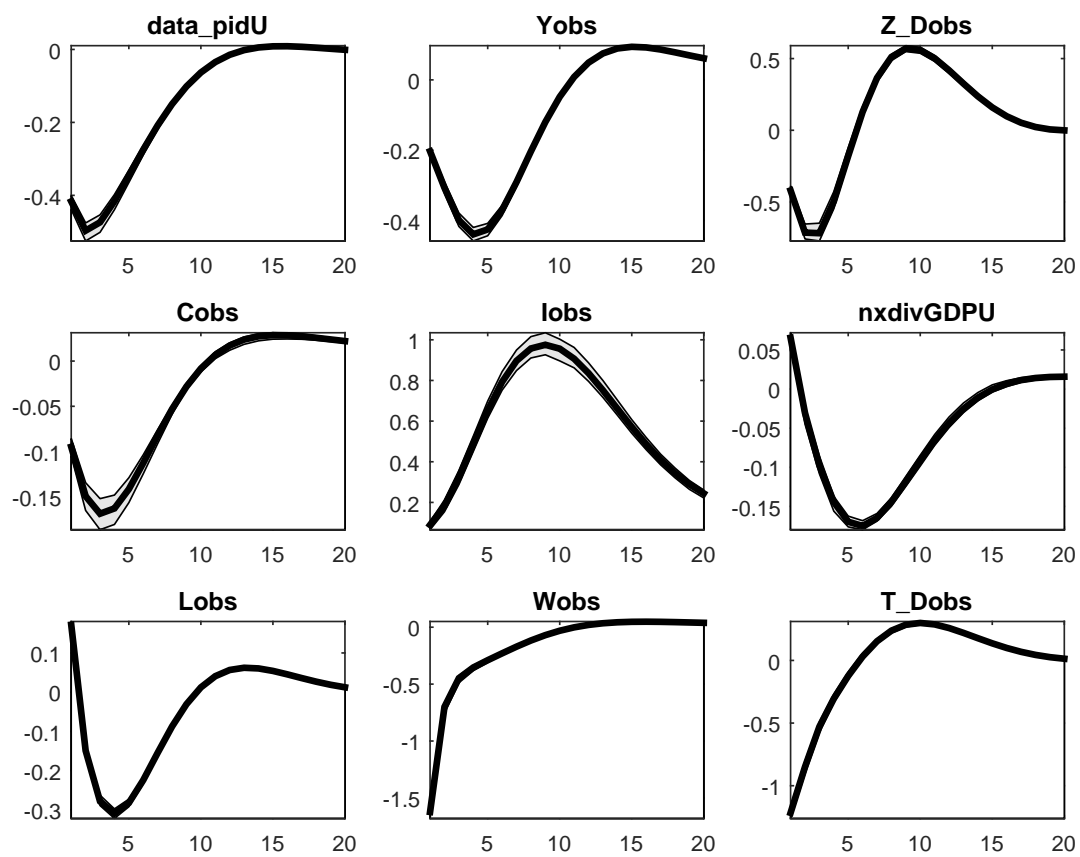 data_pidU Yobs Z_Dobs
0 0 0.5
-0.2 -0.2 0
-0.4 -0.4 -0.5
5 10 15 20 5 10 15 20 5 10 15 20
Cobs Iobs nxdivGDPU
0 1 0.05
-0.05 0.8 0
-0.1 0.6 -0.05
-0.15 0.4 -0.1
0.2 -0.15
5 10 15 20 5 10 15 20 5 10 15 20
Lobs Wobs T_Dobs
0.1 0 0
0 -0.5 -0.5
-0.1 -1 -1
-0.2 -1.5
-0.3
5 10 15 20 5 10 15 20 5 10 15 20